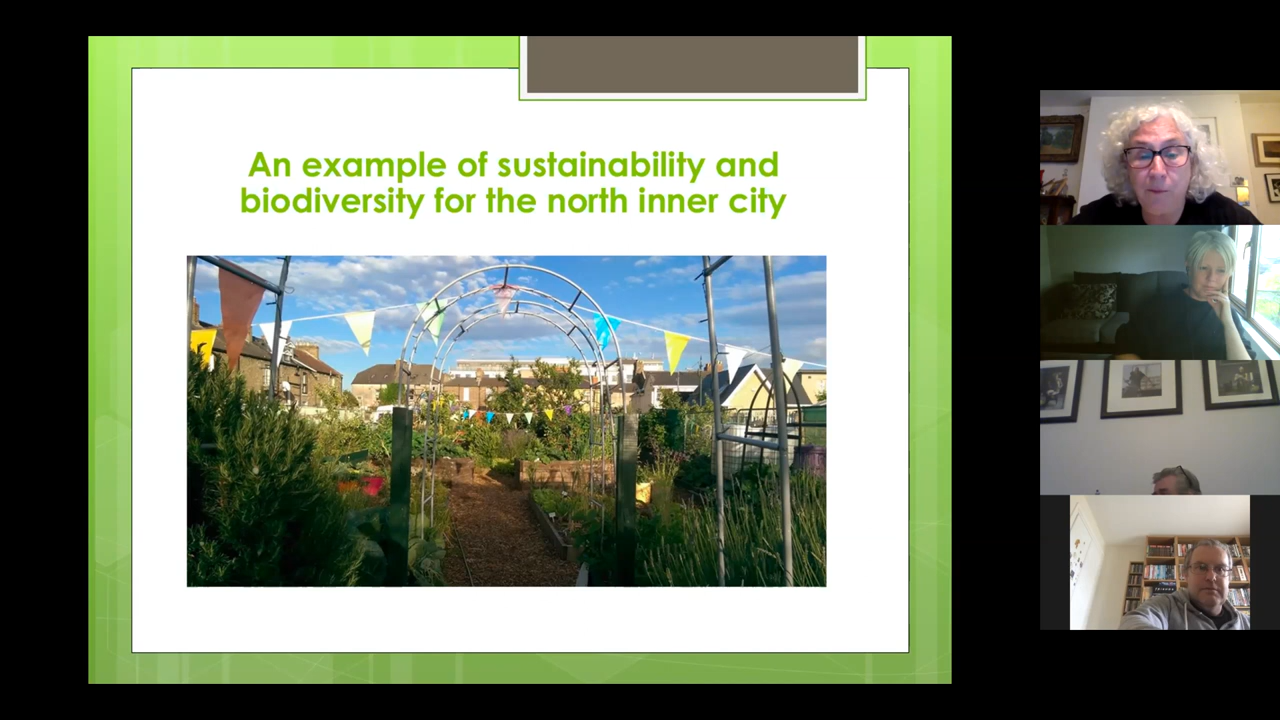 An example of sustainability and
biodiversity for the north inner city